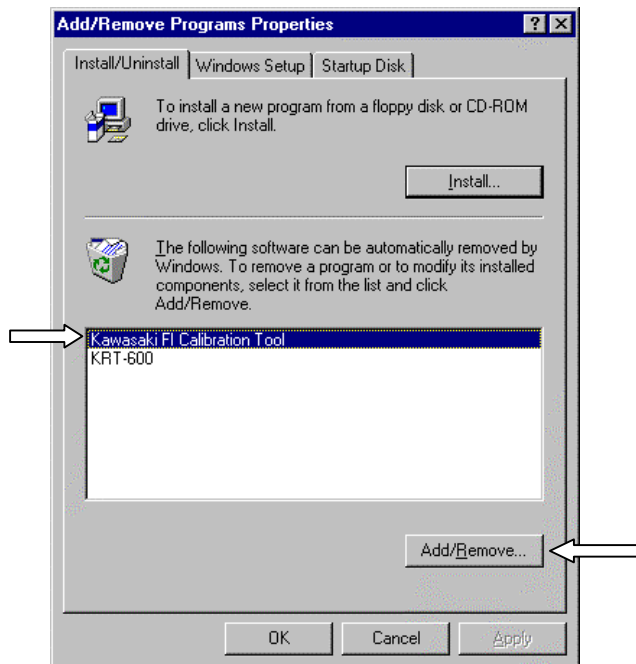 Add/Remove Programs Properties
Install/Uninstall Windows Setup Startup Disk
To install a new program from a floppy disk or CD-ROM
drive, click Install.
Install...
The following software can be automatically removed by
Windows. To remove a program or to modify its installed
components, select it from the list and click
Add/Remove.
Kawasaki FI Calibration Tool
KRT-600
Add/Remove...
OK Cancel Apply